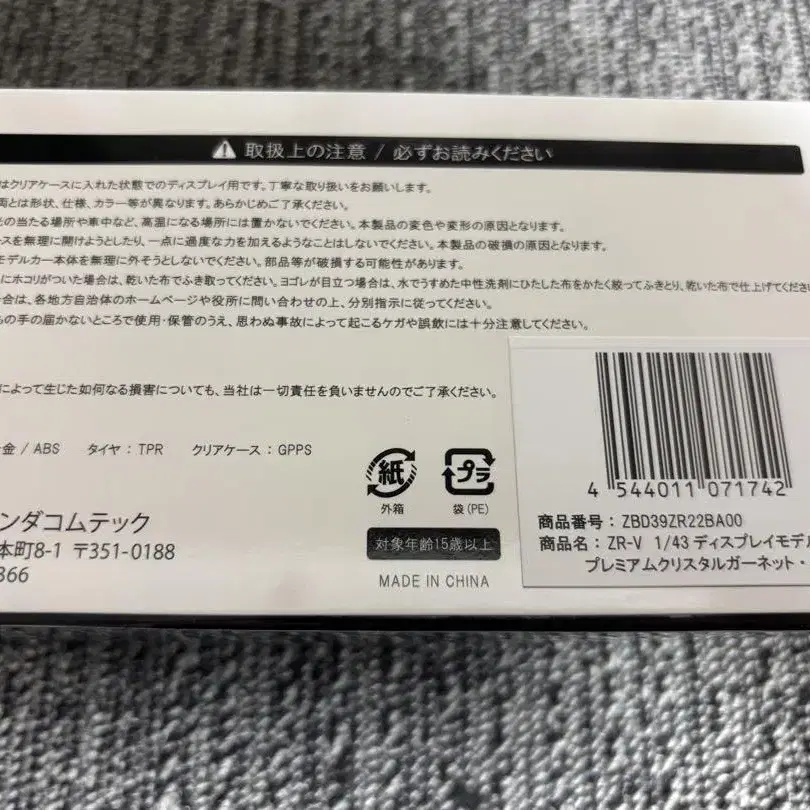 取扱上の注意 / 必ずお読みください
はクリアケースに入れた状態でのディスプレイ用です。丁寧な取り扱いをお願いします。
両とは形状、仕様、カラー等が異なります。あらかじめご了承ください。
光の当たる場所や車中など、高温になる場所には置かないでください。本製品の変色や変形の原因となります。
ースを無理に開けようとしたり、一点に過度な力を加えるようなことはしないでください。本製品の破損の原因となります。
モデルカー本体を無理に外そうとしないでください。部品等が破損する可能性があります。
にホコリがついた場合は、乾いた布でふき取ってください。ヨゴレが目立つ場合は、水でうすめた中性洗剤にひたした布をかたく絞ってふきとり、乾いた布で仕上げてくださ
合は、各地方自治体のホームページや役所に問い合わせの上、分別指示に従ってください。
もの手の届かないところで使用・保管のうえ、思わぬ事故によって起こるケガや誤飲には十分注意してください。
によって生じた如何なる損害についても、当社は一切責任を負いませんのでご了承ください。
金 / ABS タイヤ：TPR クリアケース：GPPS
紙 プラ
外箱 袋(PE)
ンダコムテック
本町8-1 〒351-0188
366
対象年齢15歳以上
MADE IN CHINA
4 544011 071742
商品番号：ZBD39ZR22BA00
商品名：ZR-V 1/43 ディスプレイモデル
プレミアムクリスタルガーネット・